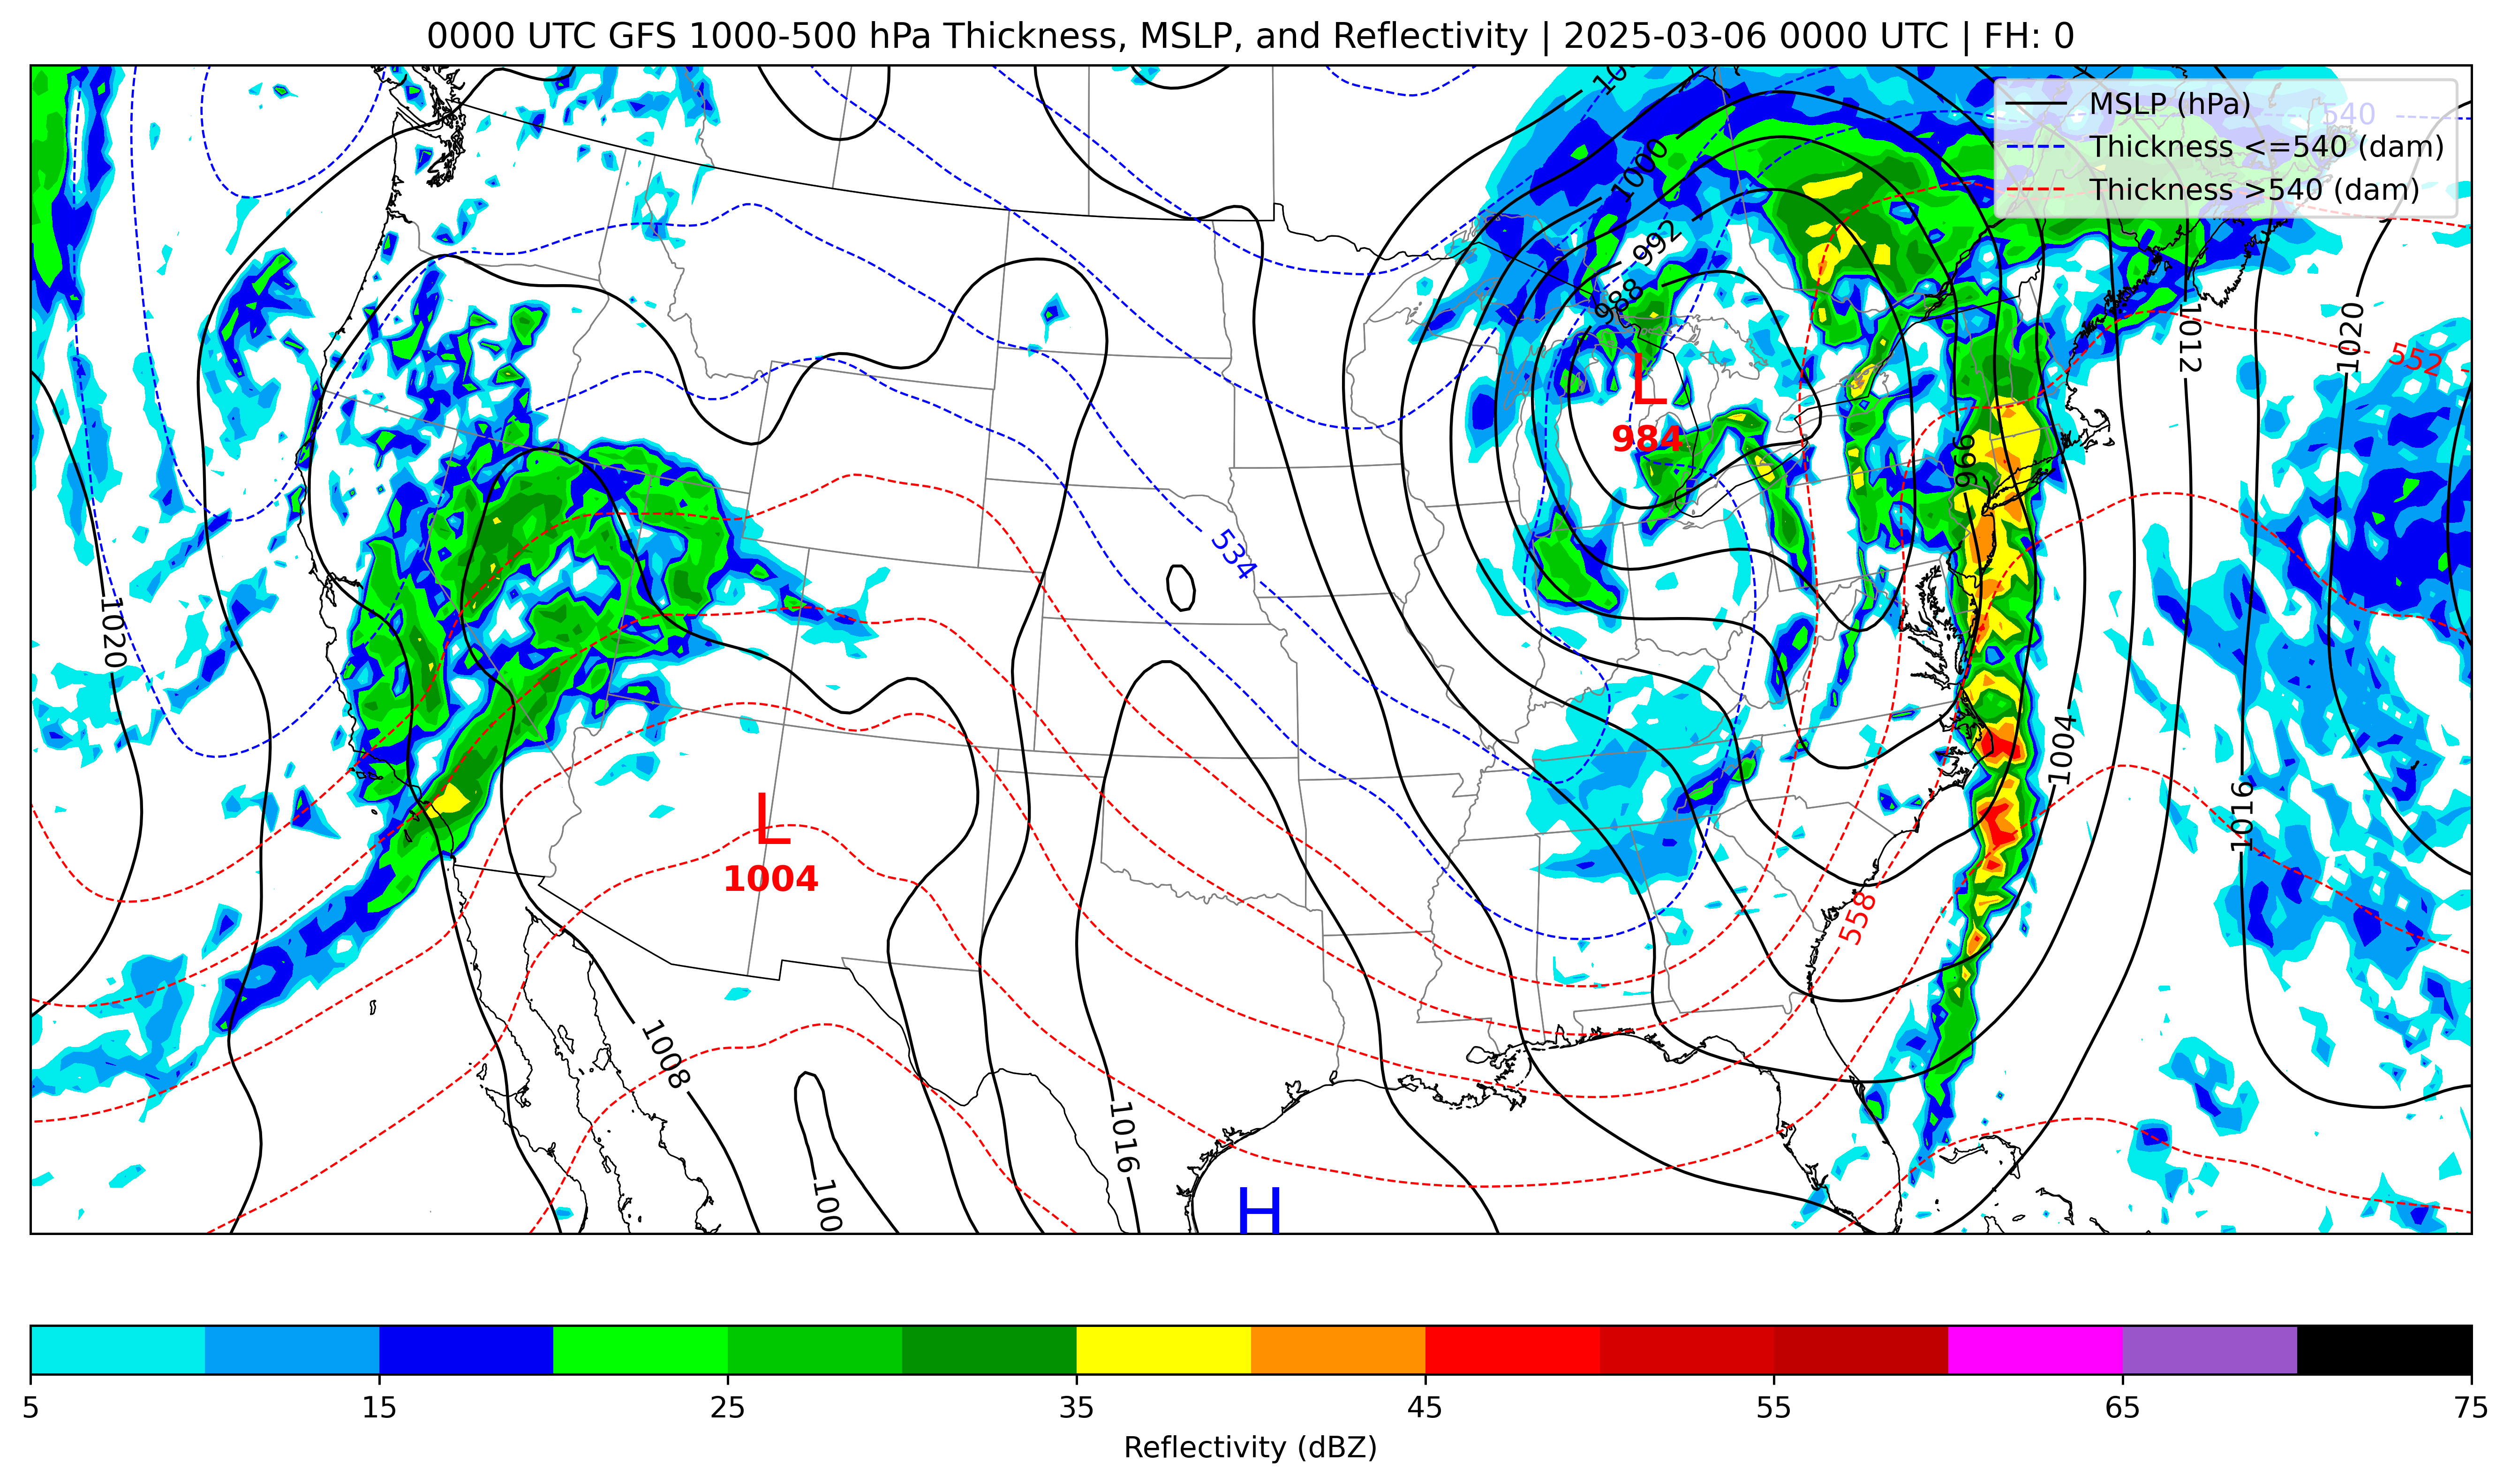 0000 UTC GFS 1000-500 hPa Thickness, MSLP, and Reflectivity | 2025-03-06 0000 UTC | FH: 0
MSLP (hPa)
Thickness <=540 (dam)
Thickness >540 (dam)
540
1000
992
988
1012
1020
552
L
984
996
534
1020
1004
1016
L
1004
558
1008
1016
100
H
5 15 25 35 45 55 65 75
Reflectivity (dBZ)